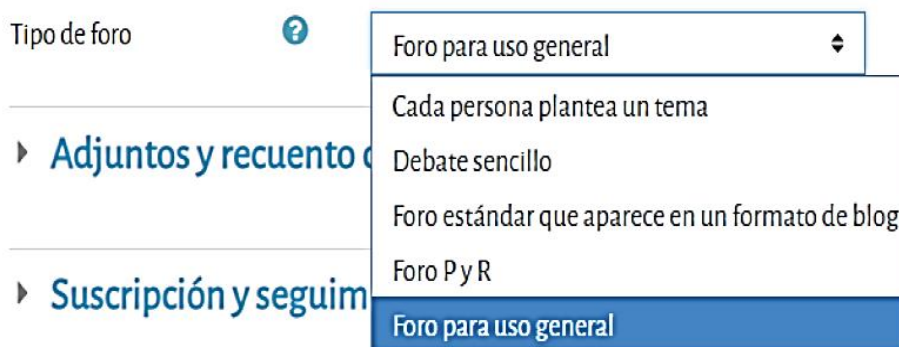 Tipo de foro
Foro para uso general
Cada persona plantea un tema
Adjuntos y recuento
Debate sencillo
Foro estándar que aparece en un formato de blog
Foro P y R
Suscripción y
Foro para uso general